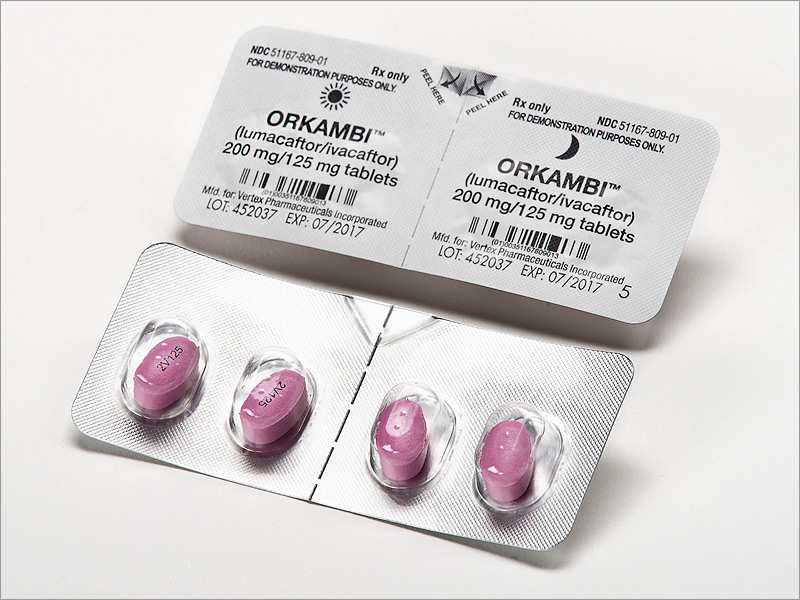 NDC 51167-809-01
Rx only
FOR DEMONSTRATION PURPOSES ONLY.
ORKAMBI™
(lumacaftor/ivacaftor)
200 mg/125 mg tablets
(01)00351167809013
Mfd. for: Vertex Pharmaceuticals Incorporated
LOT: 452037 EXP: 07/2017
PEEL HERE
PEEL HERE
Rx only
NDC 51167-809-01
FOR DEMONSTRATION PURPOSES ONLY.
ORKAMBI™
(lumacaftor/ivacaftor)
200 mg/125 mg tablets
(01)00351167809013
Mfd. for: Vertex Pharmaceuticals Incorporated
LOT: 452037 EXP: 07/2017 5
2V125
2V125